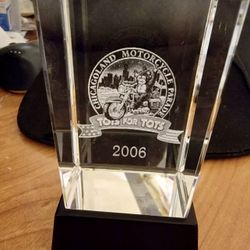 CHICAGOLAND MOTORCYCLE PARADE
TOYS FOR TOTS
2006